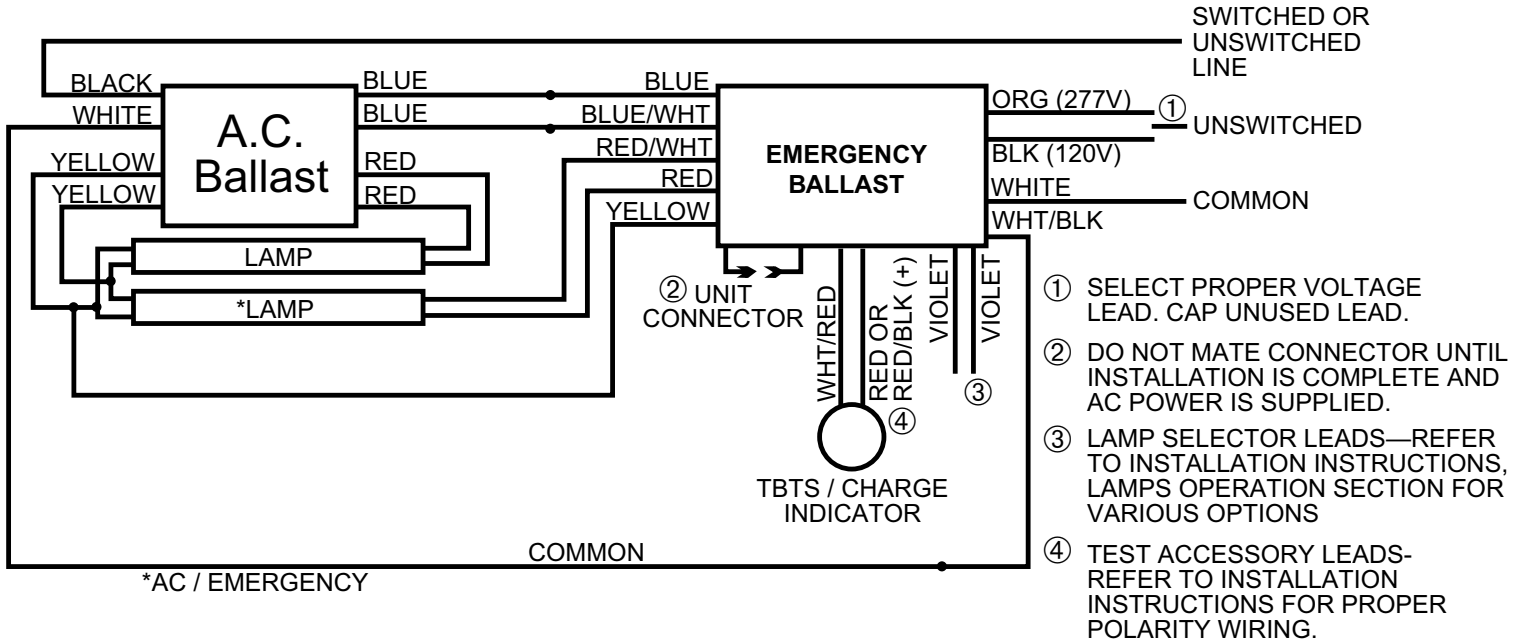 SWITCHED OR
UNSWITCHED
LINE
BLACK
WHITE
YELLOW
YELLOW
A.C.
Ballast
BLUE
BLUE
RED
RED
BLUE
BLUE/WHT
RED/WHT
RED
YELLOW
EMERGENCY
BALLAST
ORG (277V)
①
UNSWITCHED
BLK (120V)
WHITE
COMMON
WHT/BLK
LAMP
*LAMP
② UNIT
CONNECTOR
WHT/RED
RED OR
RED/BLK (+)
VIOLET
VIOLET
③
④
TBTS / CHARGE
INDICATOR
COMMON
*AC / EMERGENCY
① SELECT PROPER VOLTAGE
LEAD. CAP UNUSED LEAD.
② DO NOT MATE CONNECTOR UNTIL
INSTALLATION IS COMPLETE AND
AC POWER IS SUPPLIED.
③ LAMP SELECTOR LEADS—REFER
TO INSTALLATION INSTRUCTIONS,
LAMPS OPERATION SECTION FOR
VARIOUS OPTIONS
④ TEST ACCESSORY LEADS-
REFER TO INSTALLATION
INSTRUCTIONS FOR PROPER
POLARITY WIRING.